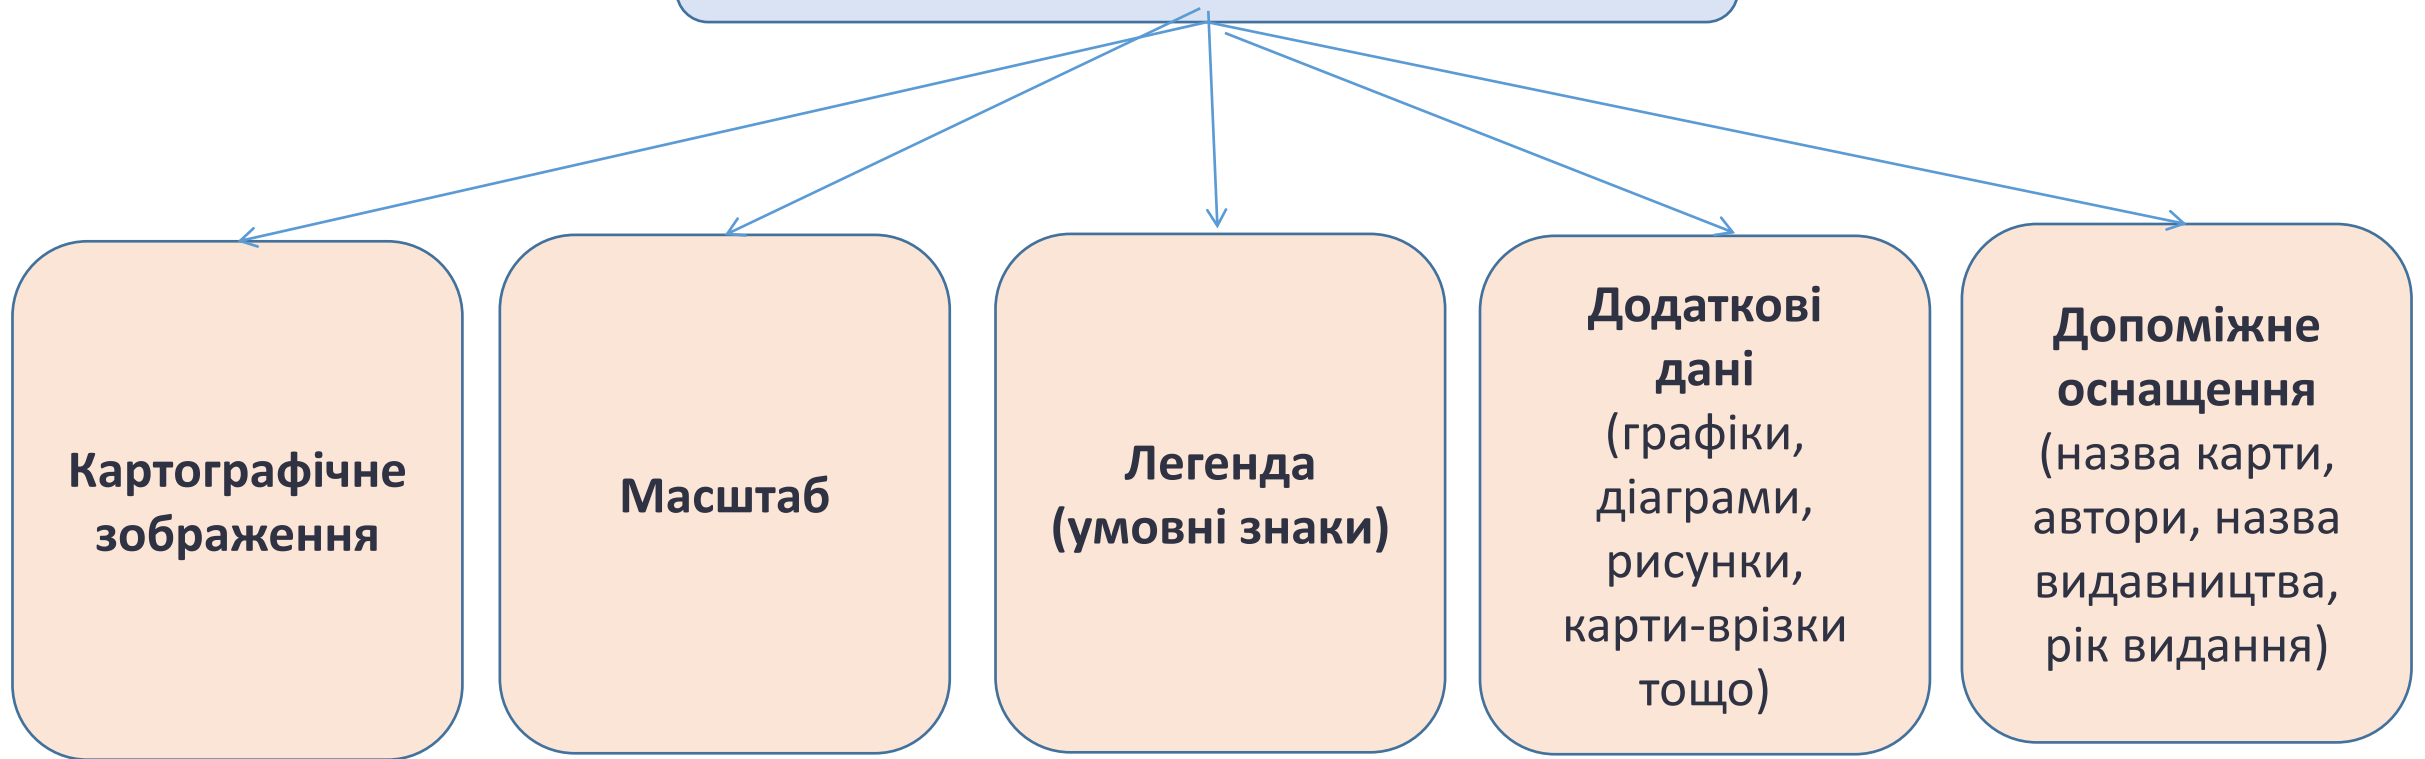 Картографічне
зображення
Масштаб
Легенда
(умовні знаки)
Додаткові
дані
(графіки,
діаграми,
рисунки,
карти-врізки
тощо)
Допоміжне
оснащення
(назва карти,
автори, назва
видавництва,
рік видання)